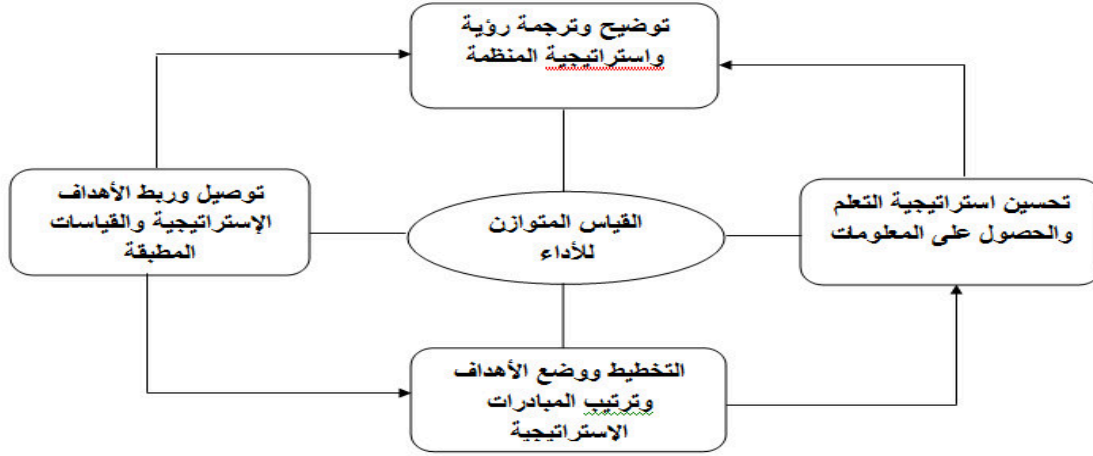 توضيح وترجمة رؤية
واستراتيجية المنظمة
تحسين استراتيجية التعلم
والحصول على المعلومات
القياس المتوازن
للأداء
توصيل وربط الأهداف
الإستراتيجية والقياسات
المطبقة
التخطيط ووضع الأهداف
وترتيب المبادرات
الاستراتيجية